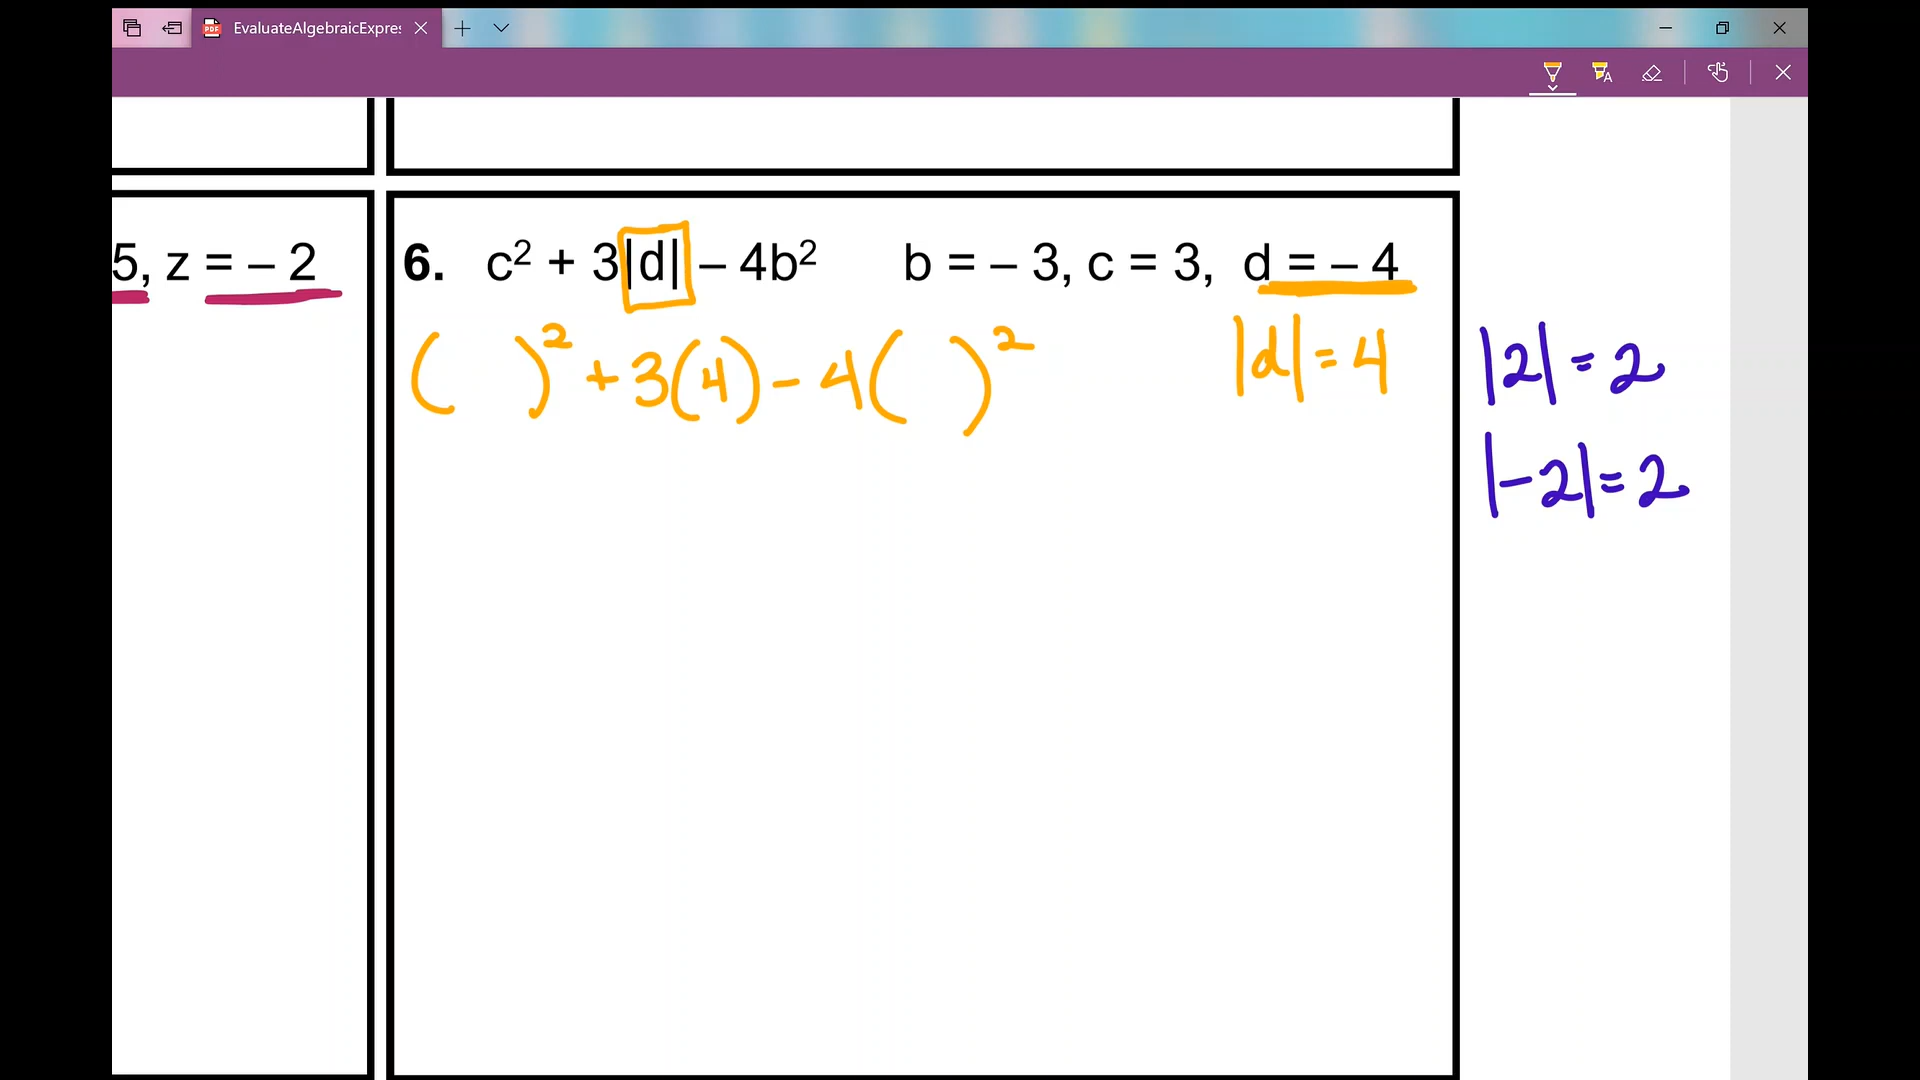 EvaluateAlgebraicExpres
5, z = – 2
6. c² + 3|d| – 4b² b = – 3, c = 3, d = – 4
( )² + 3(4) – 4( )²
|d| = 4
|2| = 2
|-2| = 2